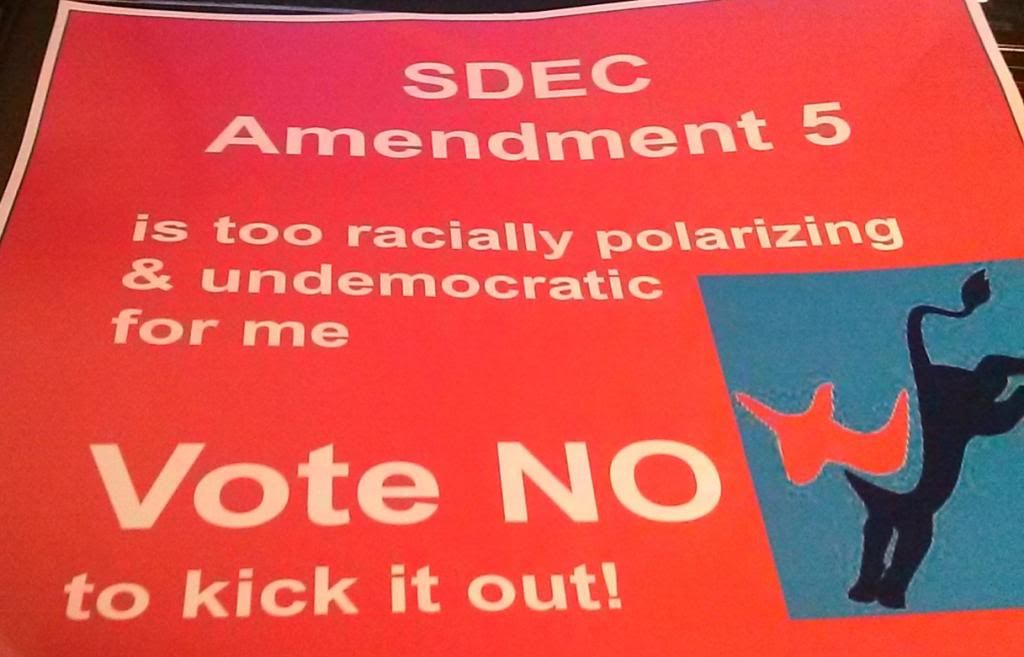 SDEC
Amendment 5
is too racially polarizing
& undemocratic
for me
Vote NO
to kick it out!